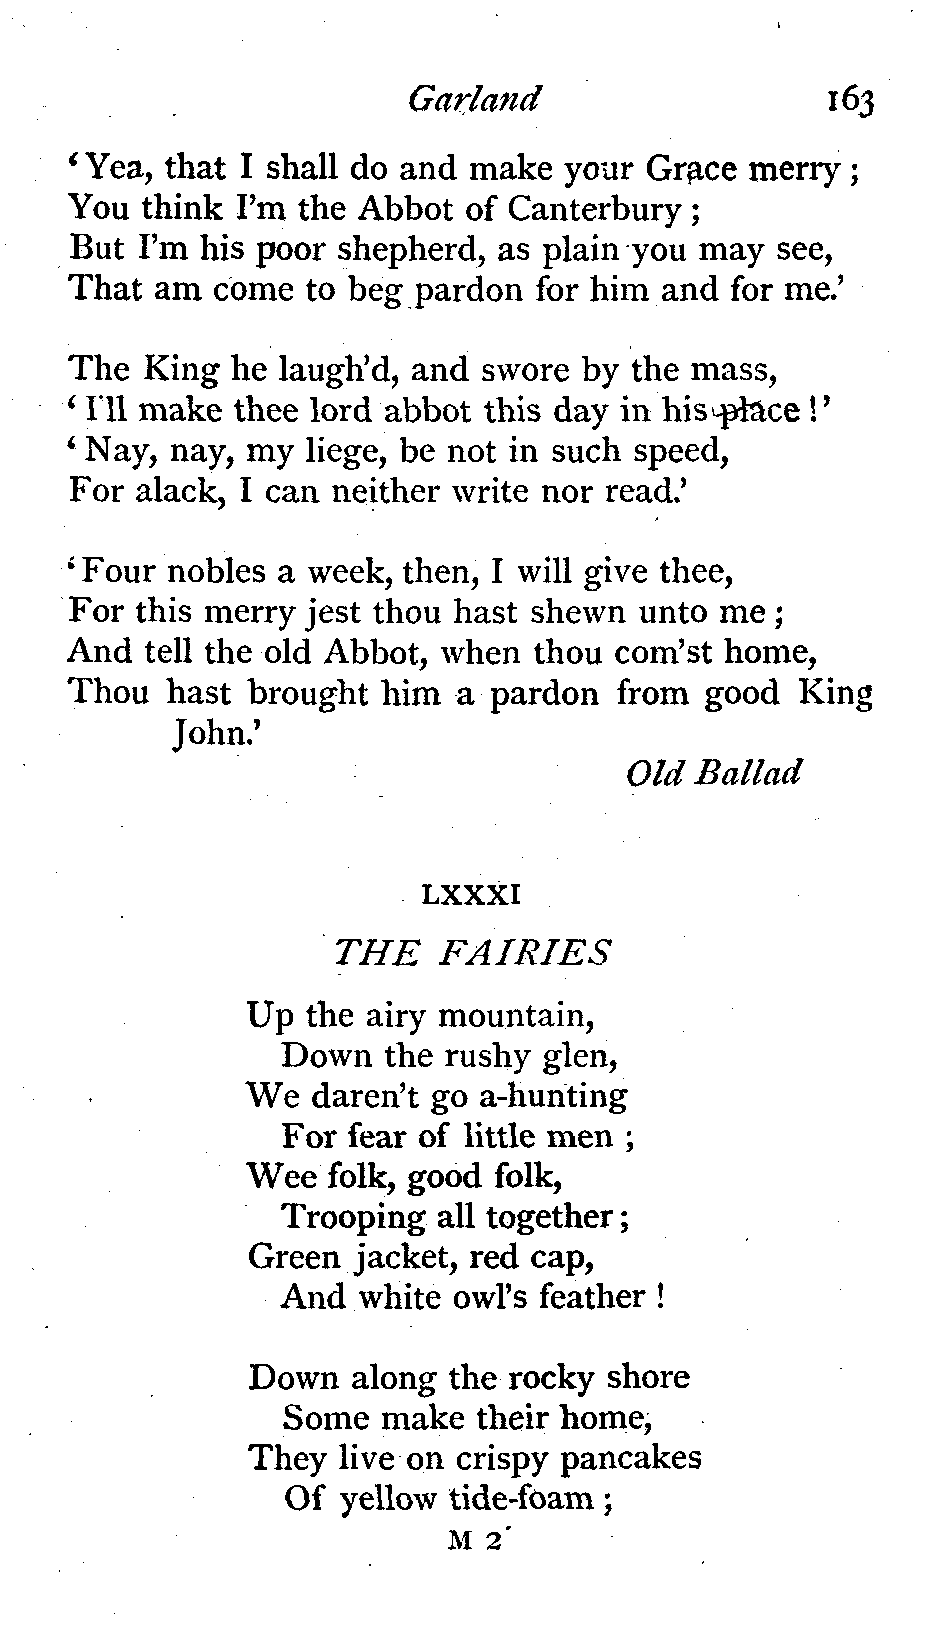 Garland 163
‘Yea, that I shall do and make your Grace merry ;
You think I'm the Abbot of Canterbury ;
But I'm his poor shepherd, as plain you may see,
That am come to beg pardon for him and for me.’
The King he laugh'd, and swore by the mass,
‘I'll make thee lord abbot this day in his place !’
‘Nay, nay, my liege, be not in such speed,
For alack, I can neither write nor read.’
‘Four nobles a week, then, I will give thee,
For this merry jest thou hast shewn unto me ;
And tell the old Abbot, when thou com'st home,
Thou hast brought him a pardon from good King
John.’
Old Ballad
LXXXI
THE FAIRIES
Up the airy mountain,
Down the rushy glen,
We daren't go a-hunting
For fear of little men ;
Wee folk, good folk,
Trooping all together ;
Green jacket, red cap,
And white owl's feather !
Down along the rocky shore
Some make their home,
They live on crispy pancakes
Of yellow tide-foam ;
M 2